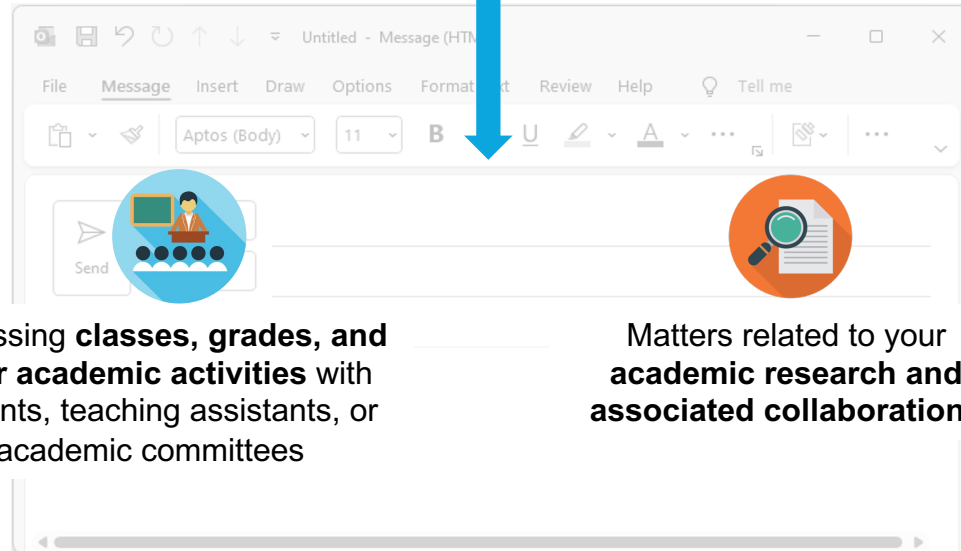 Untitled - Message (HTM
File Message Insert Draw Options Format xt Review Help Tell me
Aptos (Body) 11 B U A
Send
ssing classes, grades, and
r academic activities with
nts, teaching assistants, or
academic committees
Matters related to your
academic research and
associated collaboration